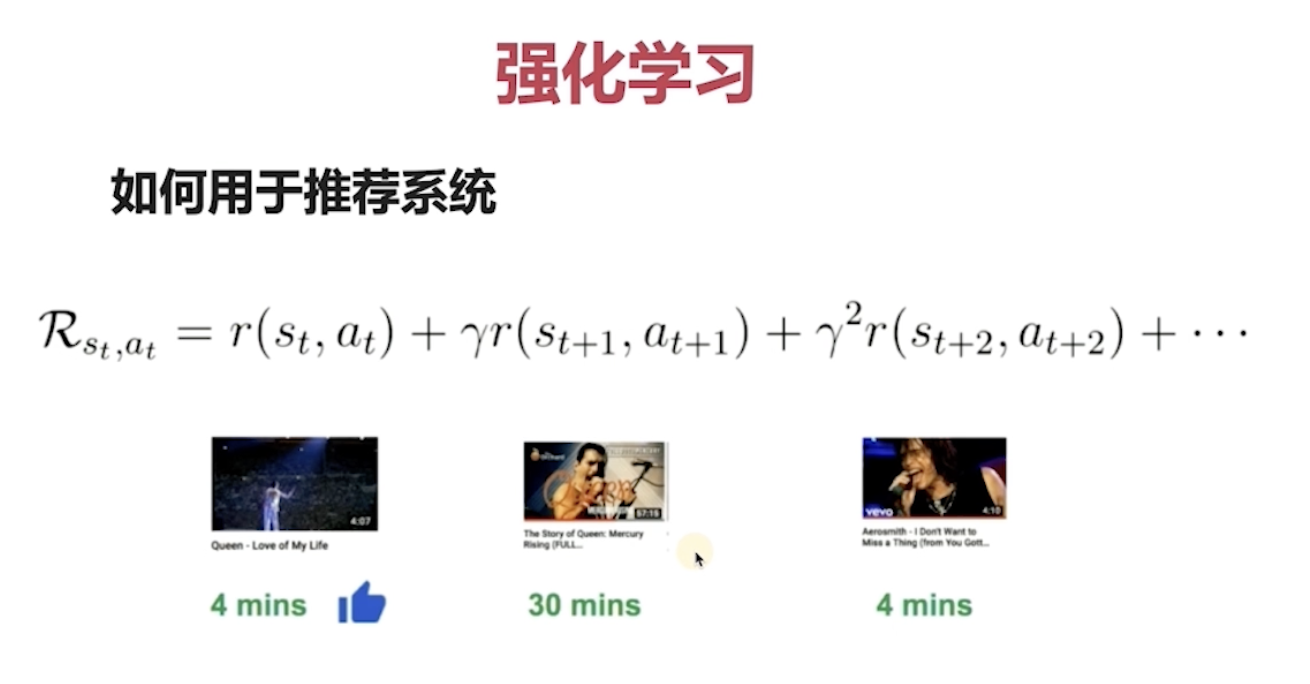 强化学习
如何用于推荐系统
$\mathcal{R}_{s_t,a_t} = r(s_t, a_t) + \gamma r(s_{t+1}, a_{t+1}) + \gamma^2 r(s_{t+2}, a_{t+2}) + \cdots$
4:07
Queen - Love of My Life
4 mins
Orchard
Queen
57:15
The Story of Queen: Mercury
Rising (FULL...
30 mins
vevo
4:10
Aerosmith - I Don't Want to
Miss a Thing (from You Gott...
4 mins